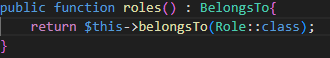 public function roles() : BelongsTo{
    return $this->belongsTo(Role::class);
}